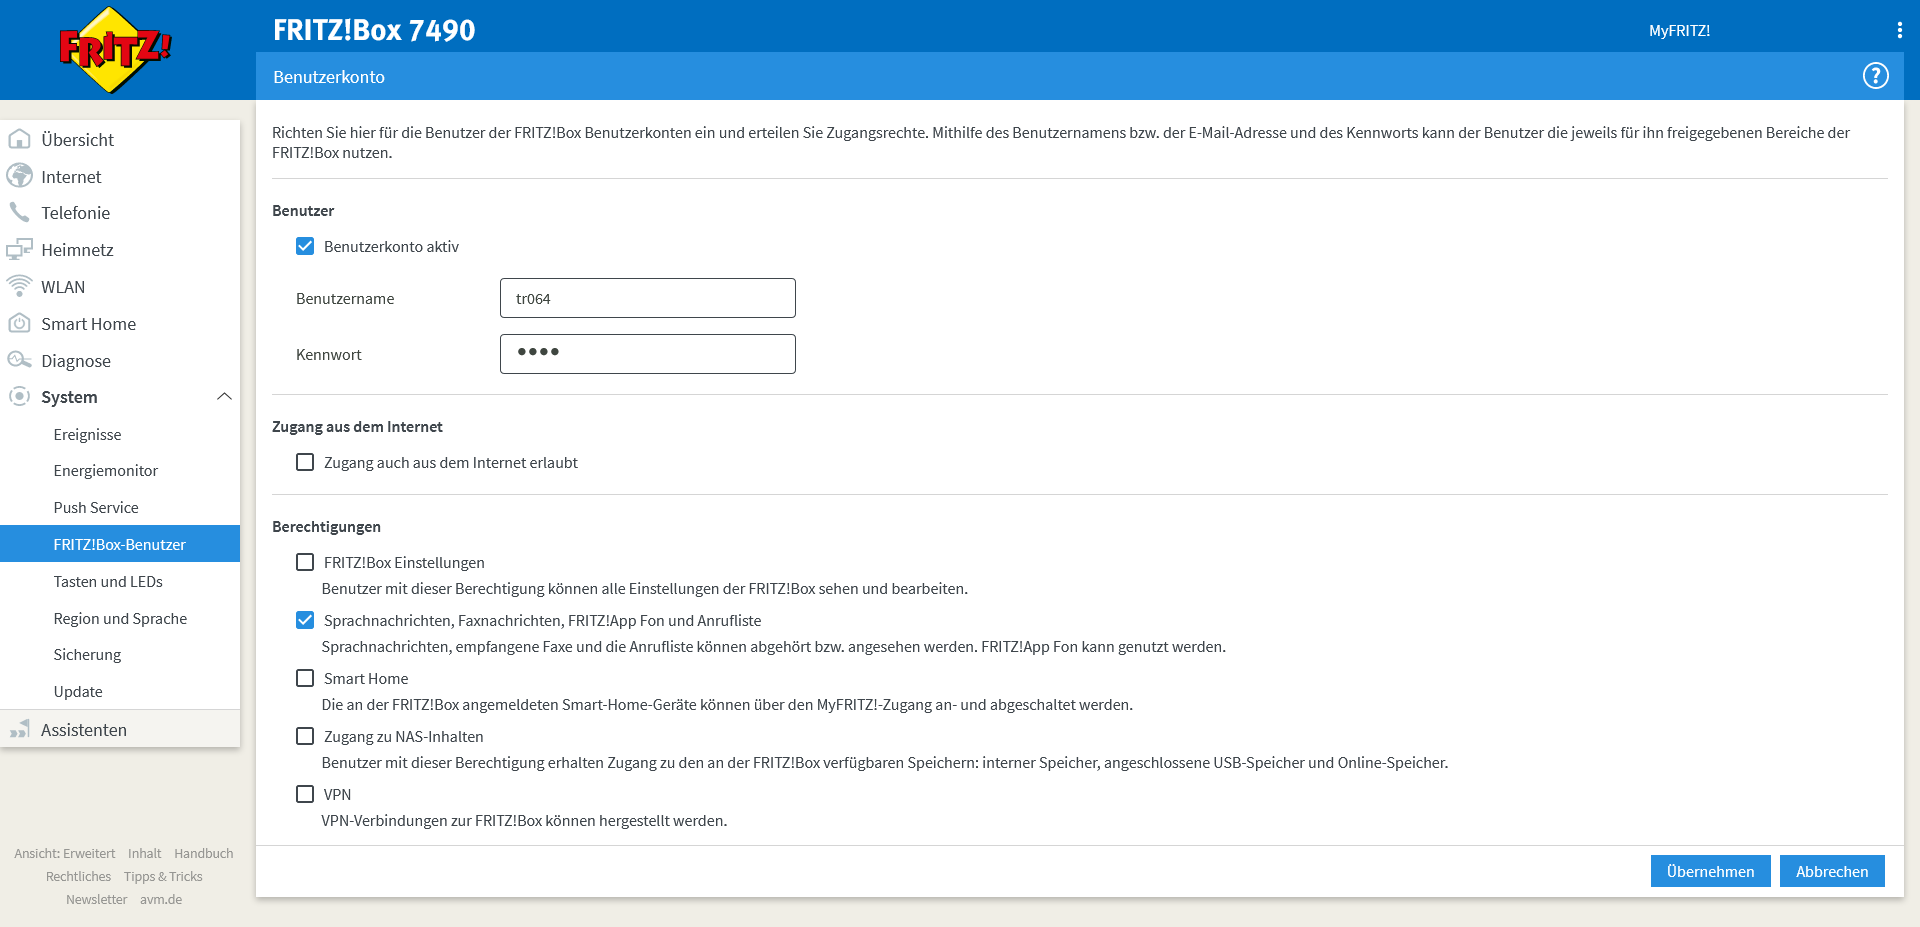 FRITZ!
FRITZ!Box 7490
MyFRITZ!
Benutzerkonto
?
Übersicht
Internet
Telefonie
Heimnetz
WLAN
Smart Home
Diagnose
System
Ereignisse
Energiemonitor
Push Service
FRITZ!Box-Benutzer
Tasten und LEDs
Region und Sprache
Sicherung
Update
Assistenten
Ansicht: Erweitert Inhalt Handbuch
Rechtliches Tipps & Tricks
Newsletter avm.de
Richten Sie hier für die Benutzer der FRITZ!Box Benutzerkonten ein und erteilen Sie Zugangsrechte. Mithilfe des Benutzernamens bzw. der E-Mail-Adresse und des Kennworts kann der Benutzer die jeweils für ihn freigegebenen Bereiche der
FRITZ!Box nutzen.
Benutzer
Benutzerkonto aktiv
Benutzername tr064
Kennwort ••••
Zugang aus dem Internet
Zugang auch aus dem Internet erlaubt
Berechtigungen
FRITZ!Box Einstellungen
Benutzer mit dieser Berechtigung können alle Einstellungen der FRITZ!Box sehen und bearbeiten.
Sprachnachrichten, Faxnachrichten, FRITZ!App Fon und Anrufliste
Sprachnachrichten, empfangene Faxe und die Anrufliste können abgehört bzw. angesehen werden. FRITZ!App Fon kann genutzt werden.
Smart Home
Die an der FRITZ!Box angemeldeten Smart-Home-Geräte können über den MyFRITZ!-Zugang an- und abgeschaltet werden.
Zugang zu NAS-Inhalten
Benutzer mit dieser Berechtigung erhalten Zugang zu den an der FRITZ!Box verfügbaren Speichern: interner Speicher, angeschlossene USB-Speicher und Online-Speicher.
VPN
VPN-Verbindungen zur FRITZ!Box können hergestellt werden.
Übernehmen Abbrechen